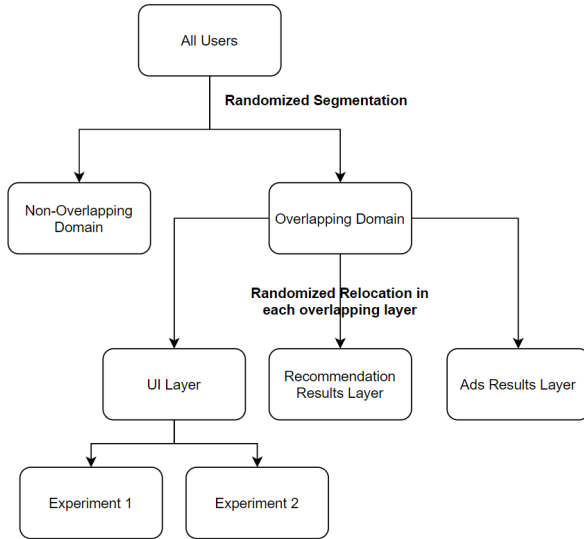 All Users
Randomized Segmentation
Non-Overlapping
Domain
Overlapping Domain
Randomized Relocation in
each overlapping layer
UI Layer
Recommendation
Results Layer
Ads Results Layer
Experiment 1
Experiment 2